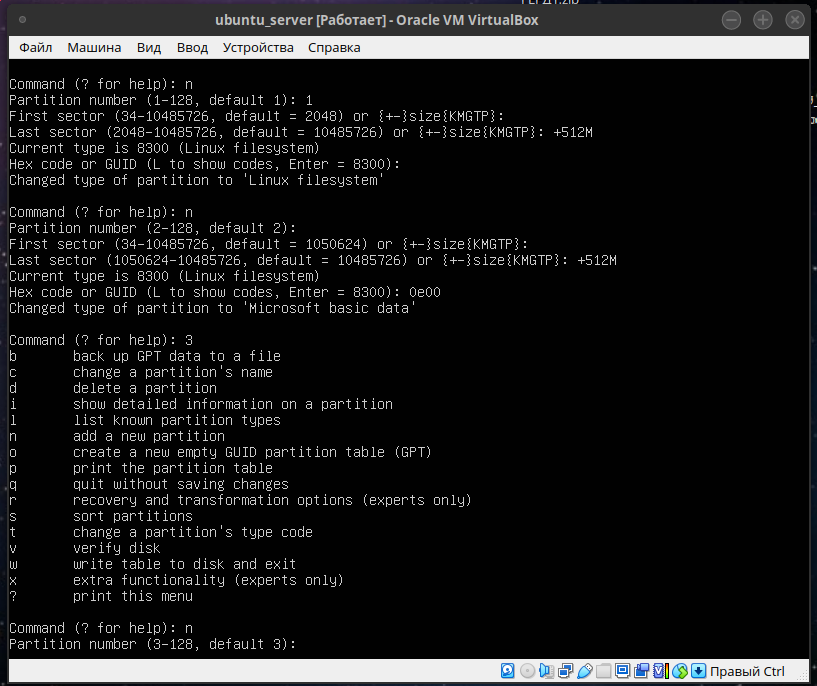 ubuntu_server [Работает] - Oracle VM VirtualBox
Файл Машина Вид Ввод Устройства Справка
Command (? for help): n
Partition number (1-128, default 1): 1
First sector (34-10485726, default = 2048) or {+-}size{KMGTP}:
Last sector (2048-10485726, default = 10485726) or {+-}size{KMGTP}: +512M
Current type is 8300 (Linux filesystem)
Hex code or GUID (L to show codes, Enter = 8300):
Changed type of partition to 'Linux filesystem'
Command (? for help): n
Partition number (2-128, default 2):
First sector (34-10485726, default = 1050624) or {+-}size{KMGTP}:
Last sector (1050624-10485726, default = 10485726) or {+-}size{KMGTP}: +512M
Current type is 8300 (Linux filesystem)
Hex code or GUID (L to show codes, Enter = 8300): 0e00
Changed type of partition to 'Microsoft basic data'
Command (? for help): 3
b back up GPT data to a file
c change a partition's name
d delete a partition
i show detailed information on a partition
l list known partition types
n add a new partition
o create a new empty GUID partition table (GPT)
p print the partition table
q quit without saving changes
r recovery and transformation options (experts only)
s sort partitions
t change a partition's type code
v verify disk
w write table to disk and exit
x extra functionality (experts only)
? print this menu
Command (? for help): n
Partition number (3-128, default 3):
Правый Ctrl